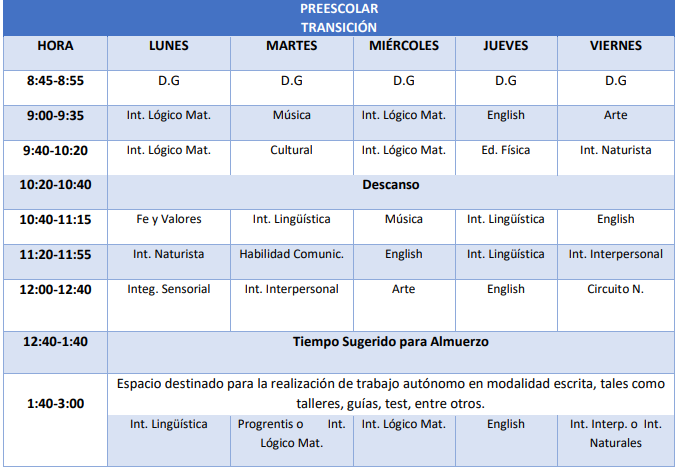 PREESCOLAR
TRANSICIÓN
HORA LUNES MARTES MIÉRCOLES JUEVES VIERNES
8:45-8:55 D.G D.G D.G D.G D.G
9:00-9:35 Int. Lógico Mat. Música Int. Lógico Mat. English Arte
9:40-10:20 Int. Lógico Mat. Cultural Int. Lógico Mat. Ed. Física Int. Naturista
10:20-10:40 Descanso
10:40-11:15 Fe y Valores Int. Lingüística Música Int. Lingüística English
11:20-11:55 Int. Naturista Habilidad Comunic. English Int. Lingüística Int. Interpersonal
12:00-12:40 Integ. Sensorial Int. Interpersonal Arte English Circuito N.
12:40-1:40 Tiempo Sugerido para Almuerzo
1:40-3:00
Espacio destinado para la realización de trabajo autónomo en modalidad escrita, tales como
talleres, guías, test, entre otros.
Int. Lingüística Progrentis o Int. Int. Lógico Mat. English Int. Interp. o Int.
Lógico Mat. Naturales